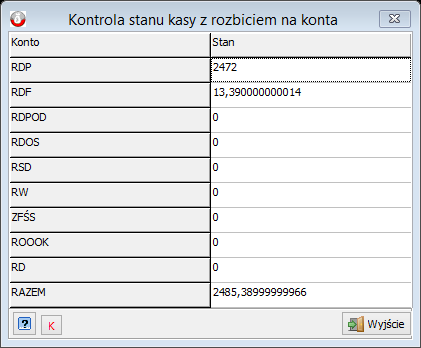 Kontrola stanu kasy z rozbiciem na konta
Konto Stan
RDP 2472
RDF 13,390000000014
RDPOD 0
RDOS 0
RSD 0
RW 0
ZFŚS 0
ROOOK 0
RD 0
RAZEM 2485,38999999966
? K Wyjście